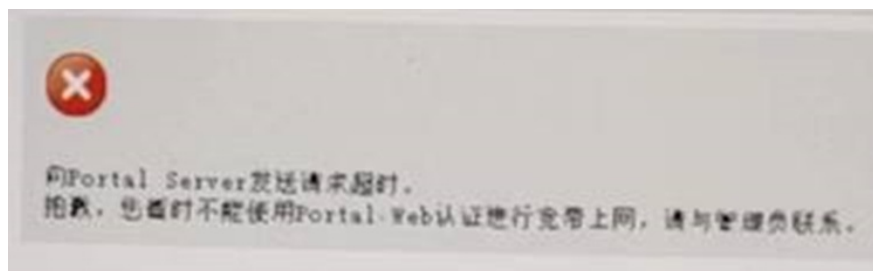 向Portal Server发送请求超时。
抱歉，您暂时不能使用Portal Web认证进行宽带上网，请与管理员联系。